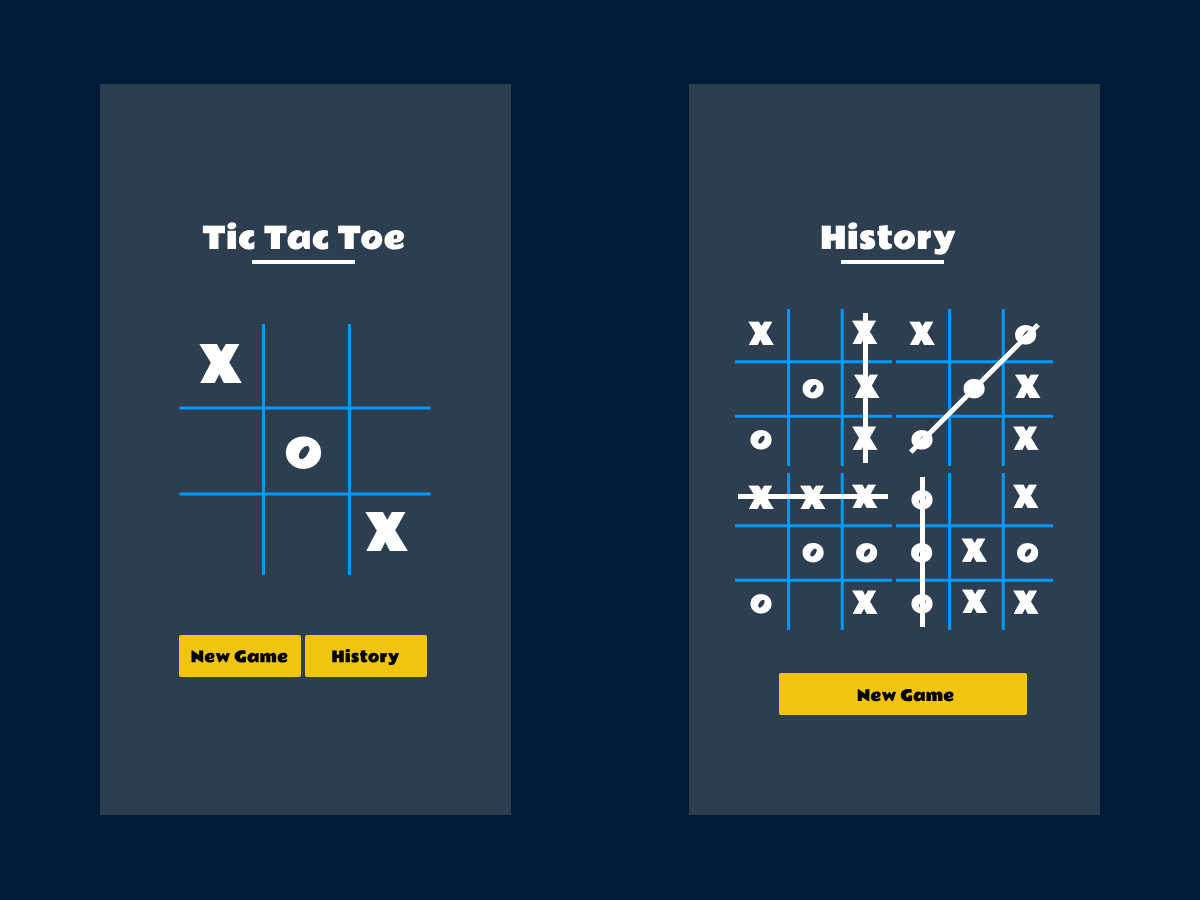 Tic Tac Toe
X
O
X
New Game History
History
X X
O X
O X
X O
O X
O X
X X X
O O
O X
O X
O X O
O X X
New Game